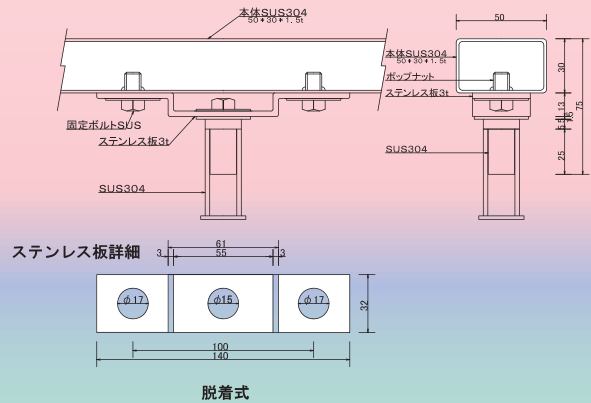 本体SUS304
50*30*1.5t
固定ボルトSUS
ステンレス板3t
SUS304
50
本体SUS304
50*30*1.5t
ポップナット
ステンレス板3t
SUS304
30
13
25
75
ステンレス板詳細
61
3
55
3
φ17
φ15
φ17
32
100
140
脱着式